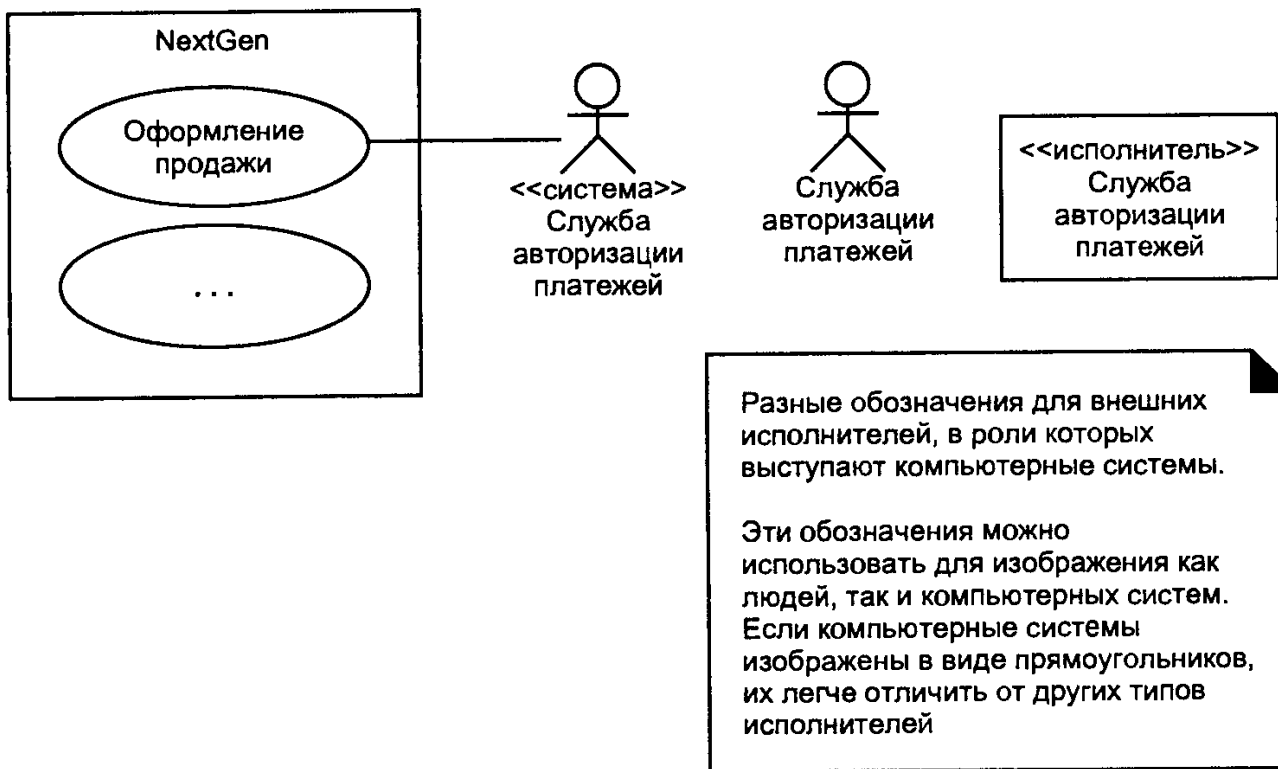 NextGen
Оформление
продажи
. . .
<<система>>
Служба
авторизации
платежей
Служба
авторизации
платежей
<<исполнитель>>
Служба
авторизации
платежей
Разные обозначения для внешних
исполнителей, в роли которых
выступают компьютерные системы.
Эти обозначения можно
использовать для изображения как
людей, так и компьютерных систем.
Если компьютерные системы
изображены в виде прямоугольников,
их легче отличить от других типов
исполнителей